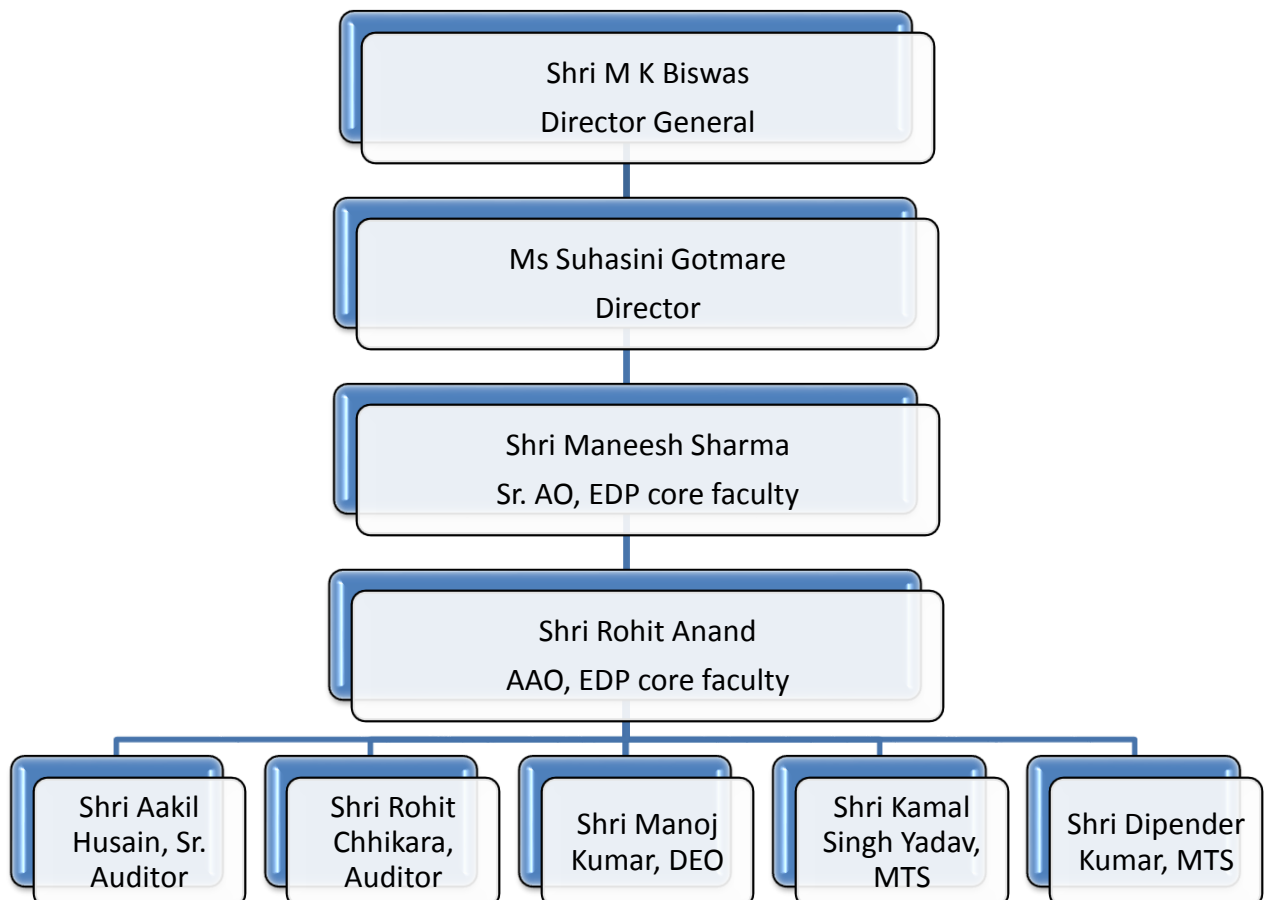 Shri M K Biswas
Director General
Ms Suhasini Gotmare
Director
Shri Maneesh Sharma
Sr. AO, EDP core faculty
Shri Rohit Anand
AAO, EDP core faculty
Shri Aakil
Husain, Sr.
Auditor
Shri Rohit
Chhikara,
Auditor
Shri Manoj
Kumar, DEO
Shri Kamal
Singh Yadav,
MTS
Shri Dipender
Kumar, MTS